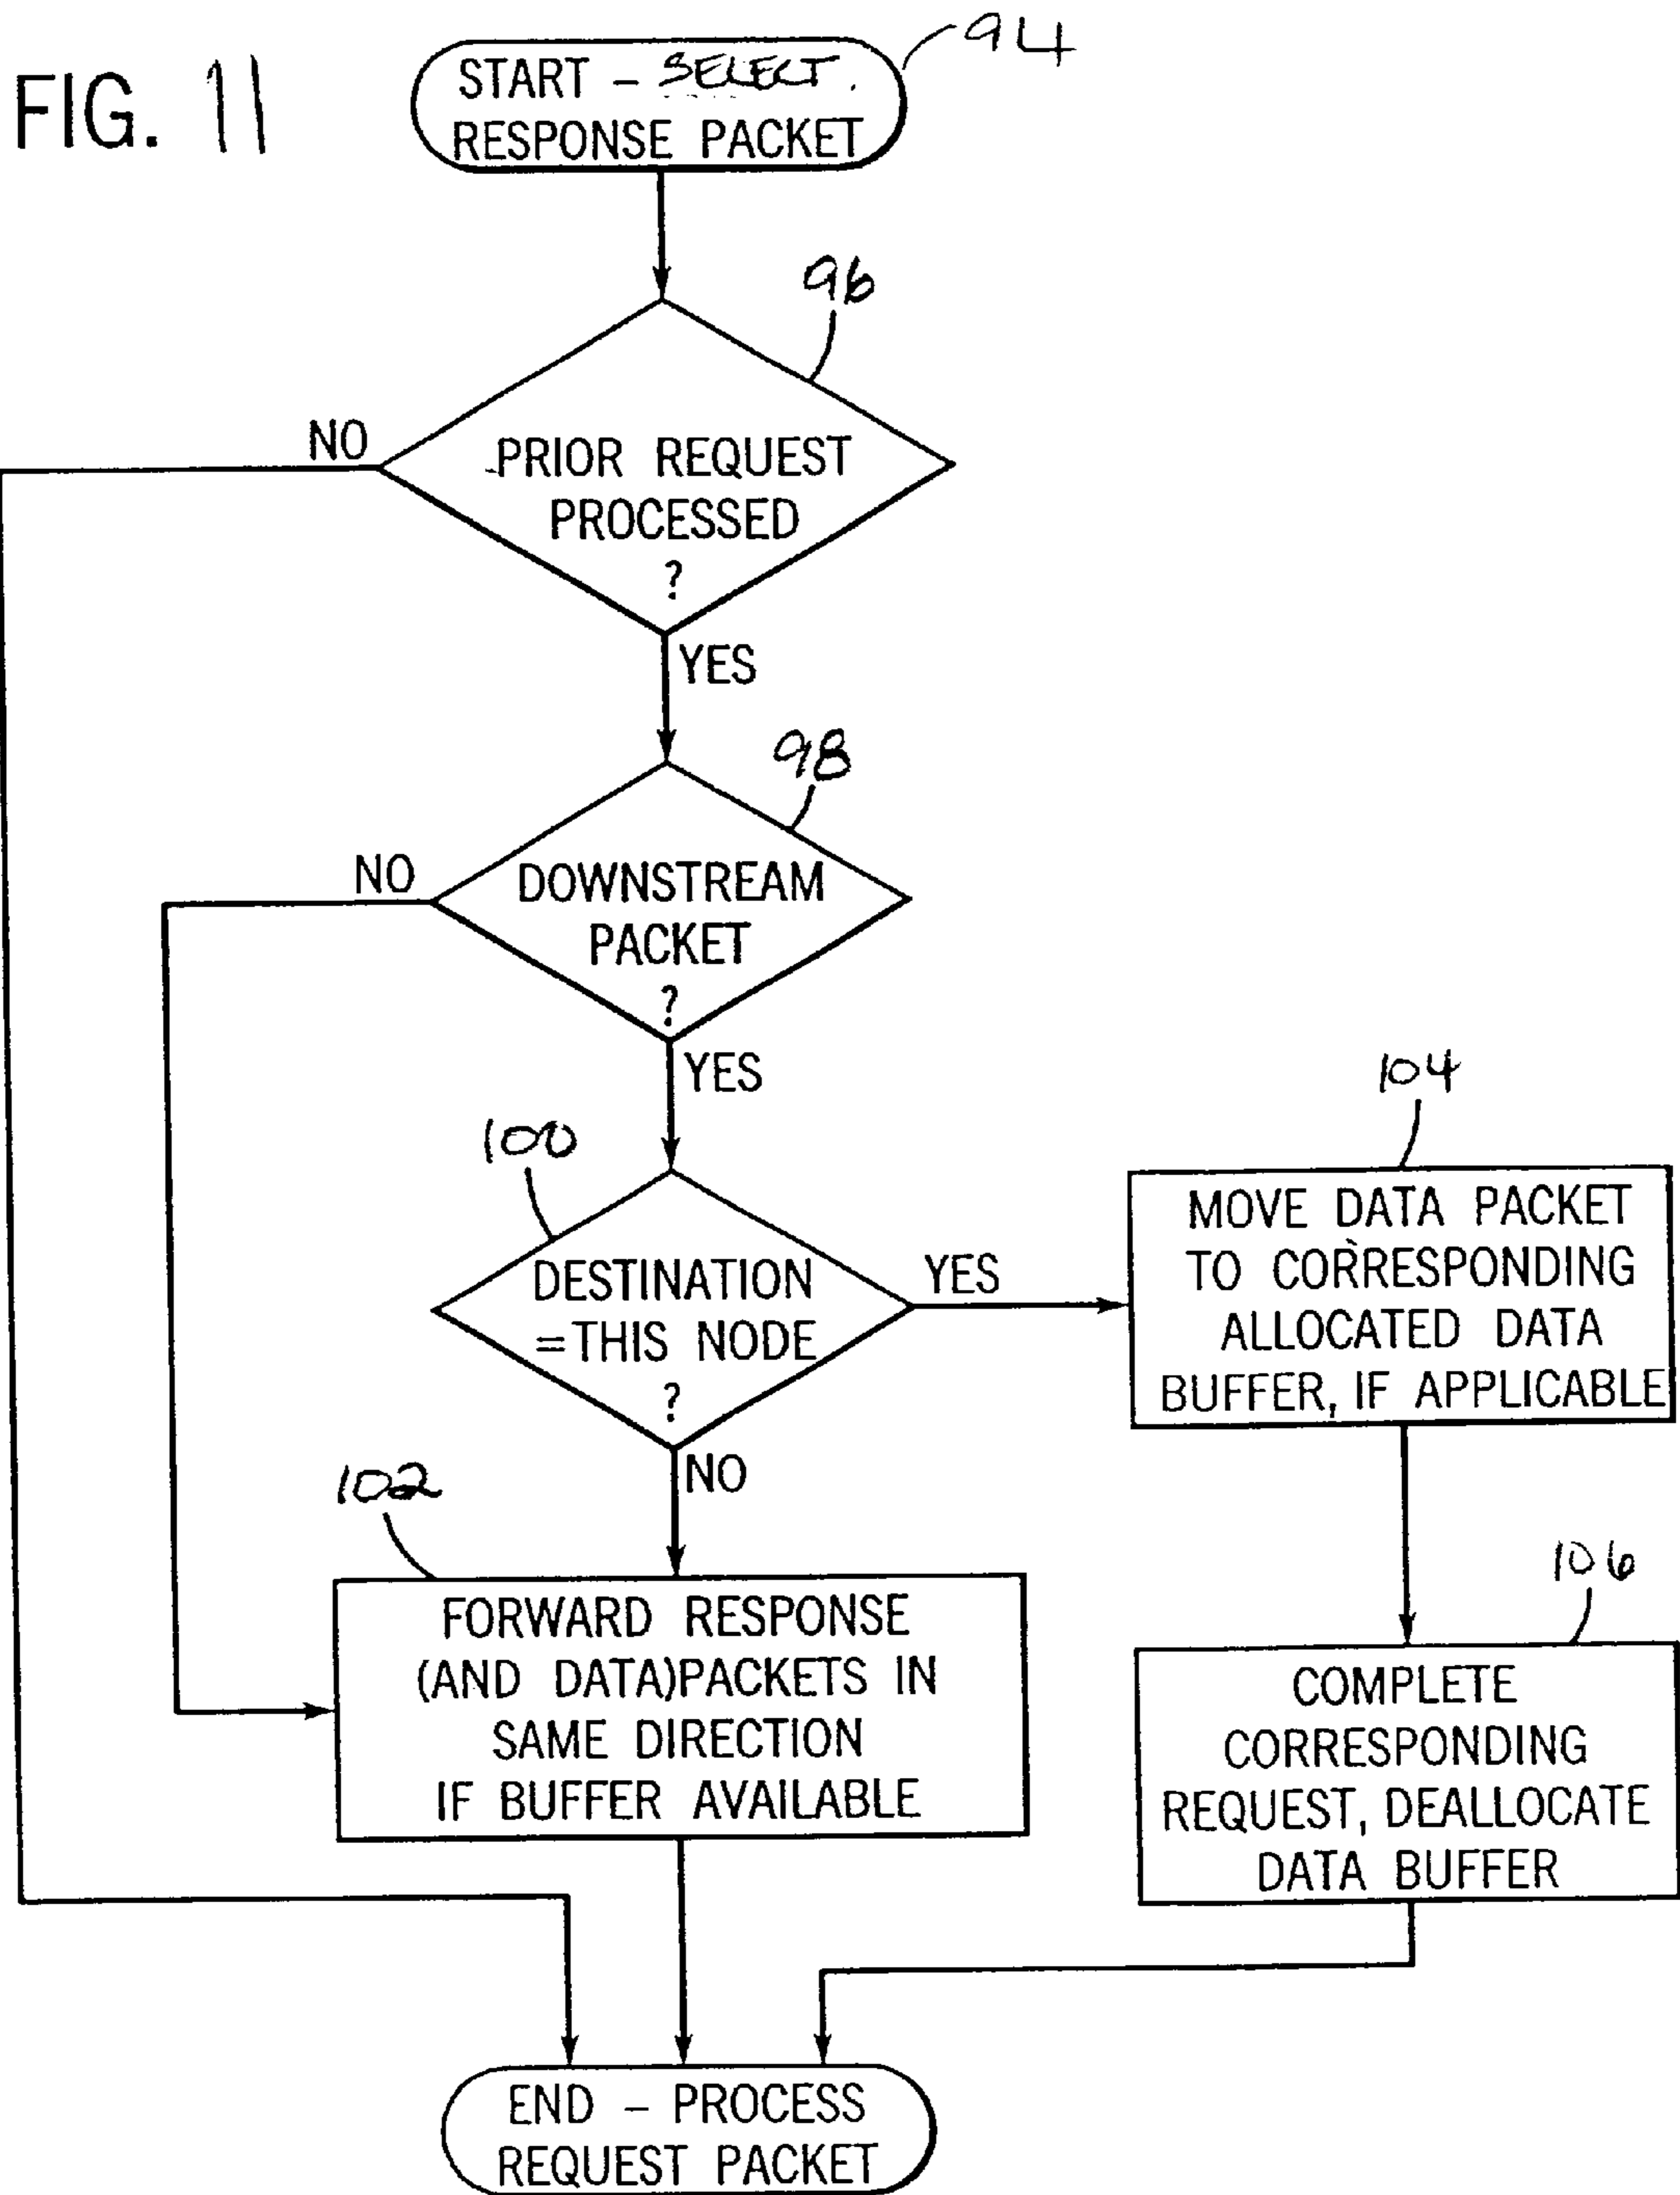 FIG. 11
START – SELECT
RESPONSE PACKET
94
96
NO
PRIOR REQUEST
PROCESSED
?
YES
98
NO
DOWNSTREAM
PACKET
?
YES
100
104
DESTINATION
=THIS NODE
?
YES
MOVE DATA PACKET
TO CORRESPONDING
ALLOCATED DATA
BUFFER, IF APPLICABLE
NO
102
106
FORWARD RESPONSE
(AND DATA)PACKETS IN
SAME DIRECTION
IF BUFFER AVAILABLE
COMPLETE
CORRESPONDING
REQUEST, DEALLOCATE
DATA BUFFER
END – PROCESS
REQUEST PACKET